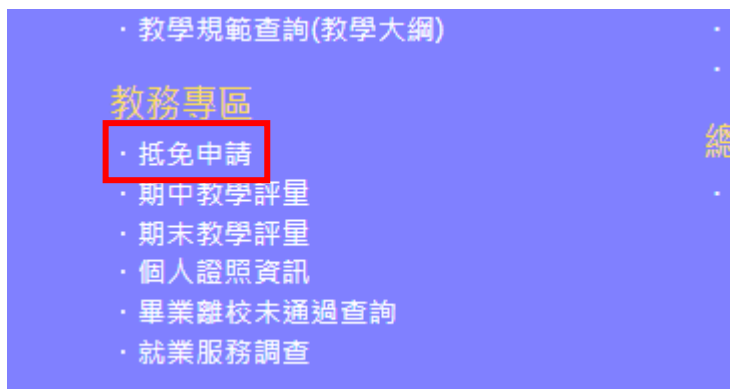 ·教學規範查詢(教學大綱)
教務專區
·抵免申請
·期中教學評量
·期末教學評量
·個人證照資訊
·畢業離校未通過查詢
·就業服務調查
總